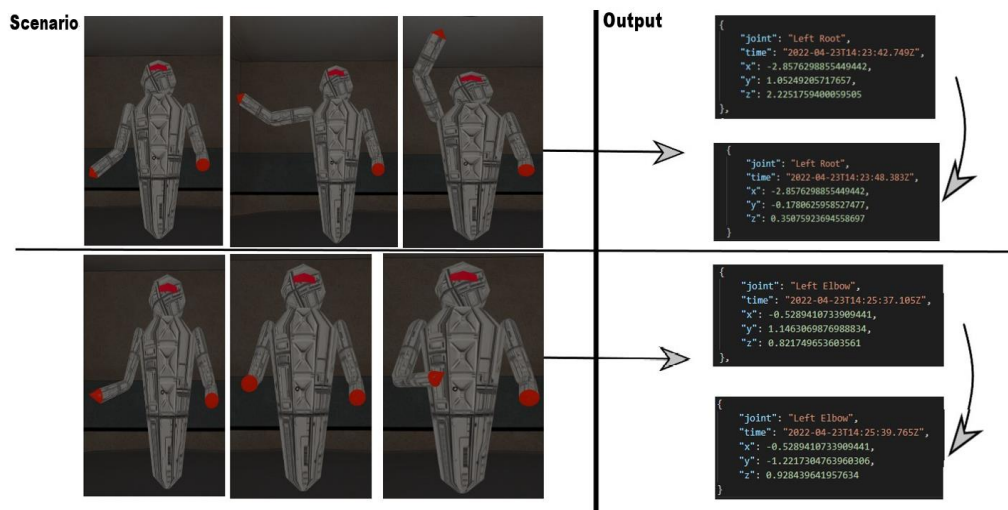 Scenario
Output
{
"joint": "Left Root",
"time": "2022-04-23T14:23:42.749Z",
"x": -2.8576298855449442,
"y": 1.05249205717657,
"z": 2.2251759400059505
},
{
"joint": "Left Root",
"time": "2022-04-23T14:23:48.383Z",
"x": -2.8576298855449442,
"y": -0.1780625958527477,
"z": 0.35075923694558697
}
{
"joint": "Left Elbow",
"time": "2022-04-23T14:25:37.105Z",
"x": -0.5289410733909441,
"y": 1.1463069876988834,
"z": 0.821749653603561
},
{
"joint": "Left Elbow",
"time": "2022-04-23T14:25:39.765Z",
"x": -0.5289410733909441,
"y": -1.2217304763960306,
"z": 0.928439641957634
}